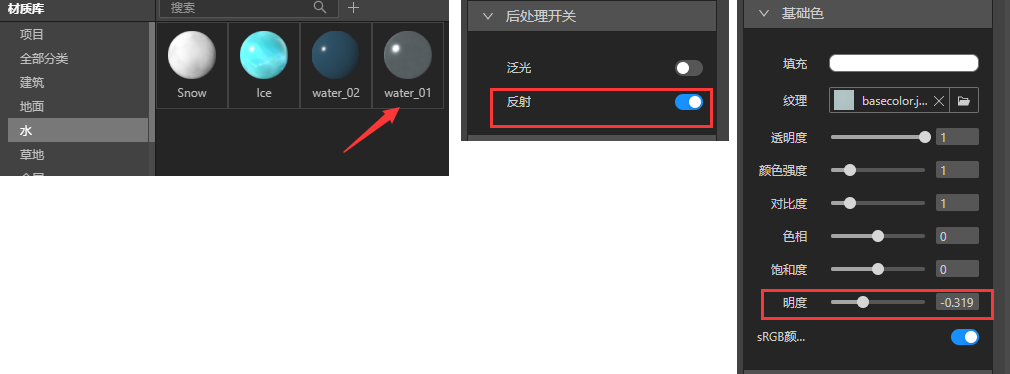 材质库
搜索
项目
全部分类
建筑
地面
水
草地
Snow
Ice
water_02
water_01
后处理开关
泛光
反射
基础色
填充
纹理 basecolor.j...
透明度 1
颜色强度 1
对比度 1
色相 0
饱和度 0
明度 -0.319
sRGB颜...